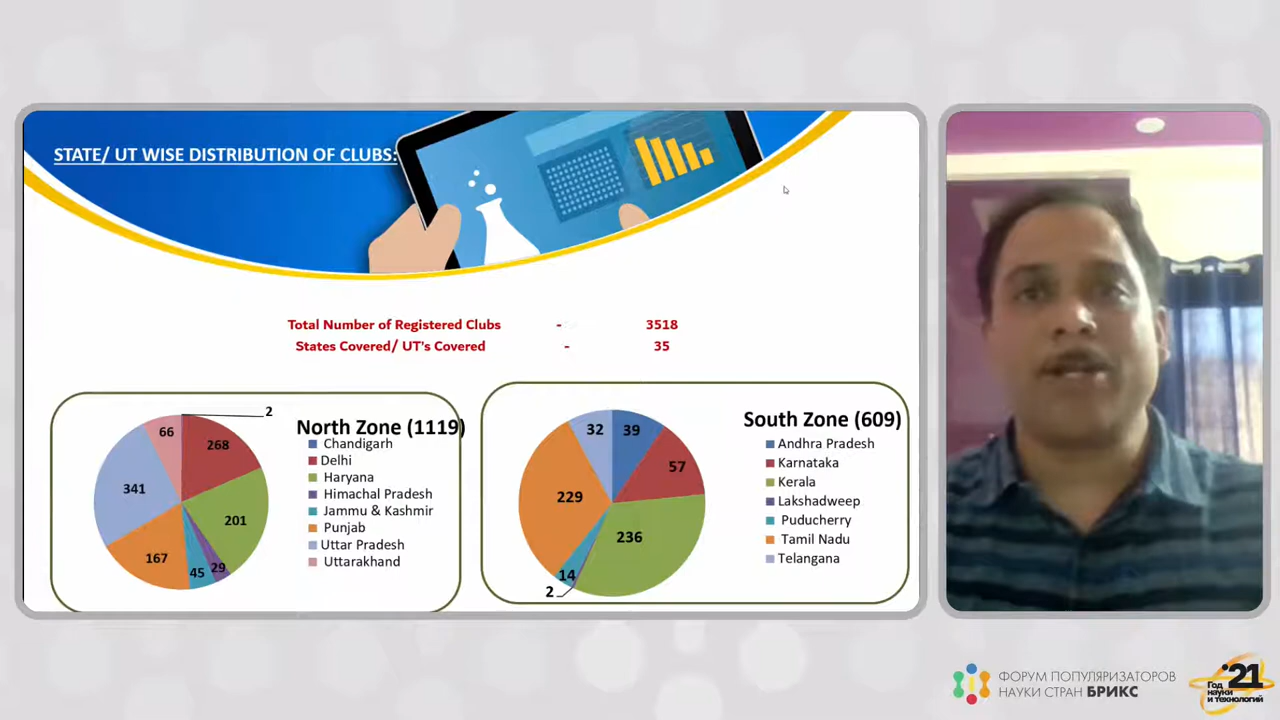 STATE/ UT WISE DISTRIBUTION OF CLUBS:
Total Number of Registered Clubs - 3518
States Covered/ UT's Covered - 35
North Zone (1119)
2
268
201
29
45
167
341
66
Chandigarh
Delhi
Haryana
Himachal Pradesh
Jammu & Kashmir
Punjab
Uttar Pradesh
Uttarakhand
South Zone (609)
39
57
236
2
14
229
32
Andhra Pradesh
Karnataka
Kerala
Lakshadweep
Puducherry
Tamil Nadu
Telangana
ФОРУМ ПОПУЛЯРИЗАТОРОВ
НАУКИ СТРАН БРИКС
'21
Год
науки
и технологий